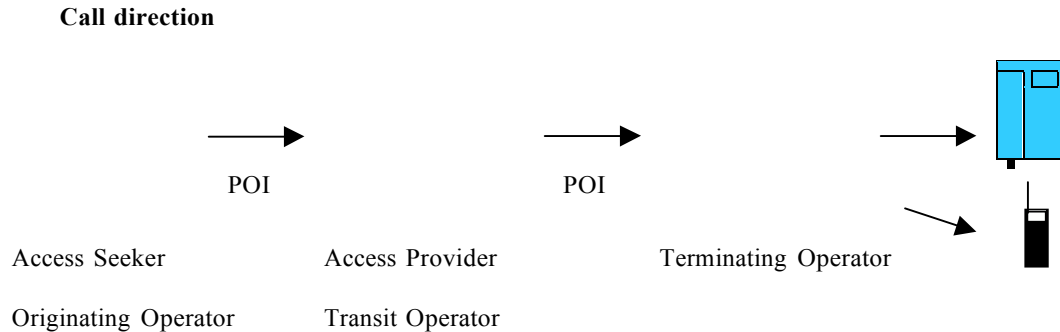 Call direction
POI POI
Access Seeker Access Provider Terminating Operator
Originating Operator Transit Operator